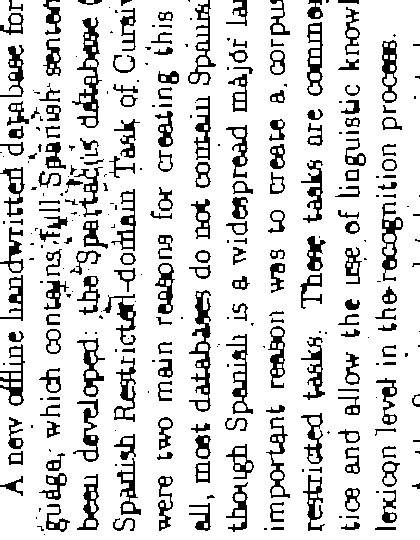 A new offline handwritten database for
guage, which contains full Spanish senten
been developed: the Spartacus database (
Spanish Restricted-domain Task of Cursiv
were two main reasons for creating this
all, most databases do not contain Spanis
though Spanish is a widespread major la
important reason was to create a corpus
restricted tasks. These tasks are common
tice and allow the use of linguistic knowl
lexicon level in the recognition process.